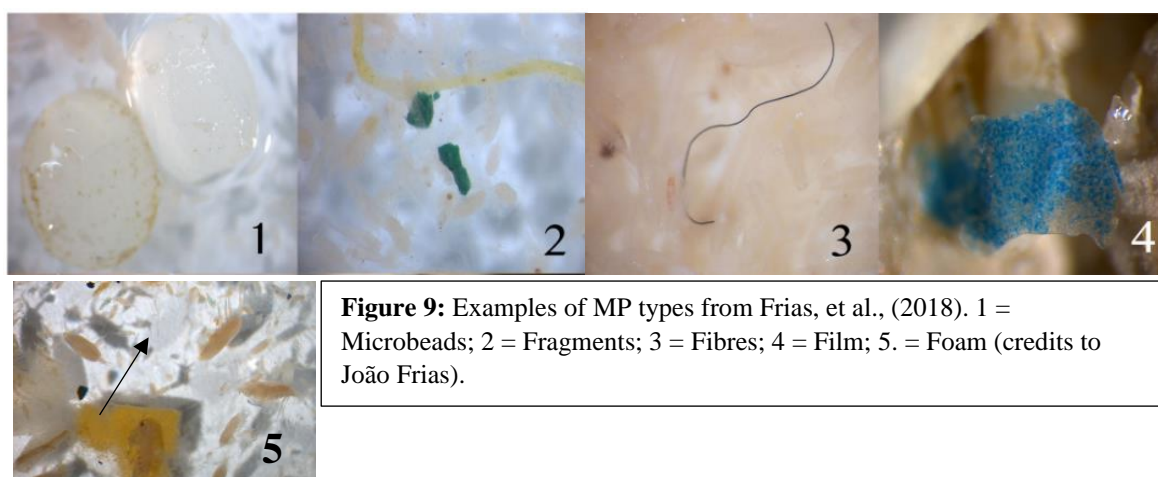 1
2
3
4
5
Figure 9: Examples of MP types from Frias, et al., (2018). 1 =
Microbeads; 2 = Fragments; 3 = Fibres; 4 = Film; 5. = Foam (credits to
João Frias).